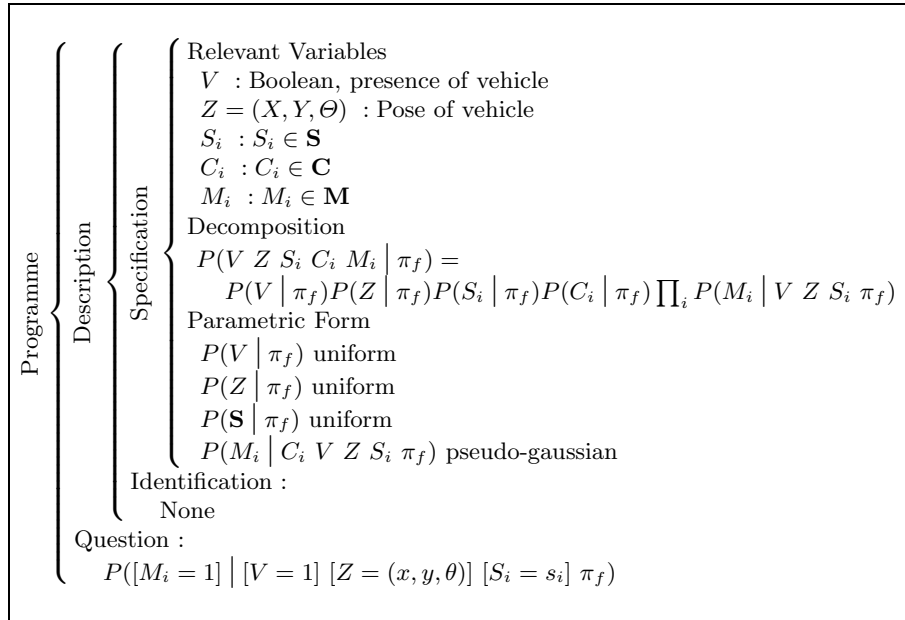 Programme
Description
Specification
Relevant Variables
V : Boolean, presence of vehicle
Z = (X, Y, Θ) : Pose of vehicle
S_i : S_i ∈ **S**
C_i : C_i ∈ **C**
M_i : M_i ∈ **M**
Decomposition
P(V Z S_i C_i M_i | π_f) =
P(V | π_f)P(Z | π_f)P(S_i | π_f)P(C_i | π_f) ∏_i P(M_i | V Z S_i π_f)
Parametric Form
P(V | π_f) uniform
P(Z | π_f) uniform
P(**S** | π_f) uniform
P(M_i | C_i V Z S_i π_f) pseudo-gaussian
Identification :
None
Question :
P([M_i = 1] | [V = 1] [Z = (x, y, θ)] [S_i = s_i] π_f)